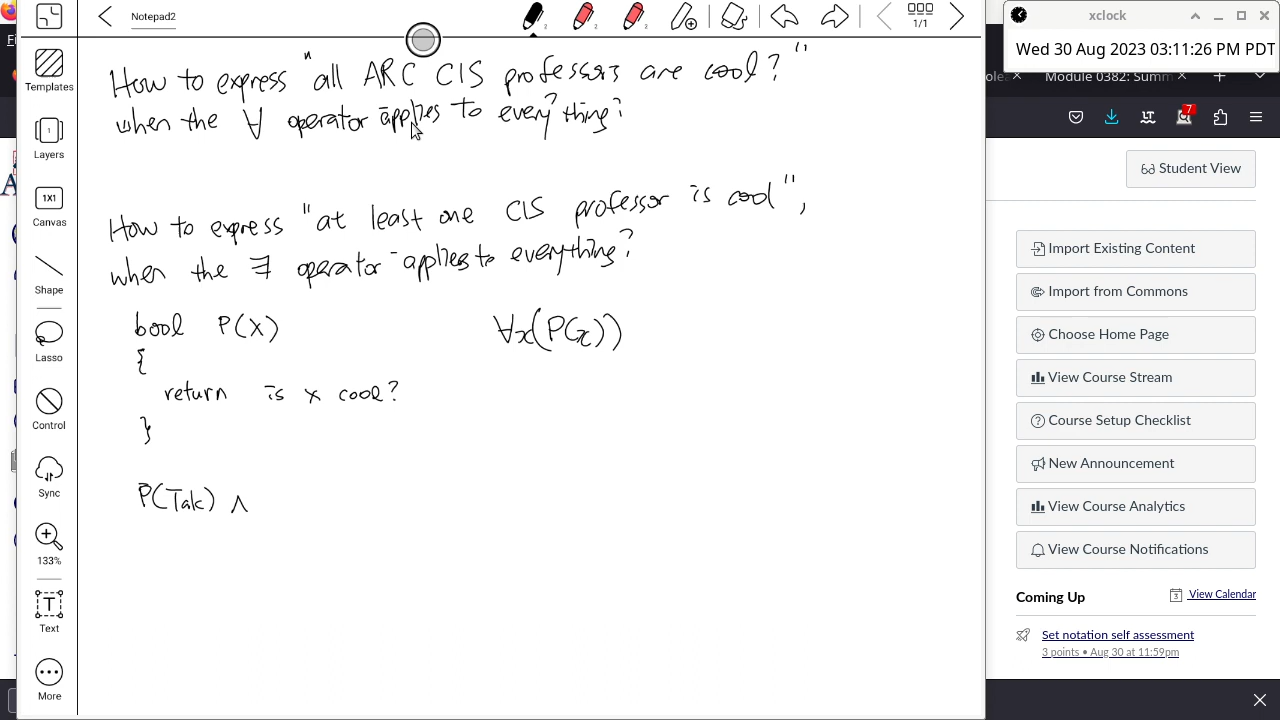 Notepad2
1/1
xclock
Wed 30 Aug 2023 03:11:26 PM PDT
Module 0382: Summ
7
Templates
Layers
1X1
Canvas
Shape
Lasso
Control
Sync
133%
Text
More
How to express "all ARC CIS professors are cool?"
when the ∀ operator applies to everything?
How to express "at least one CIS professor is cool",
when the ∃ operator applies to everything?
bool P(x)
{
return is x cool?
}
∀x(P(x))
P(Tak) ∧
Student View
Import Existing Content
Import from Commons
Choose Home Page
View Course Stream
Course Setup Checklist
New Announcement
View Course Analytics
View Course Notifications
Coming Up
View Calendar
Set notation self assessment
3 points • Aug 30 at 11:59pm